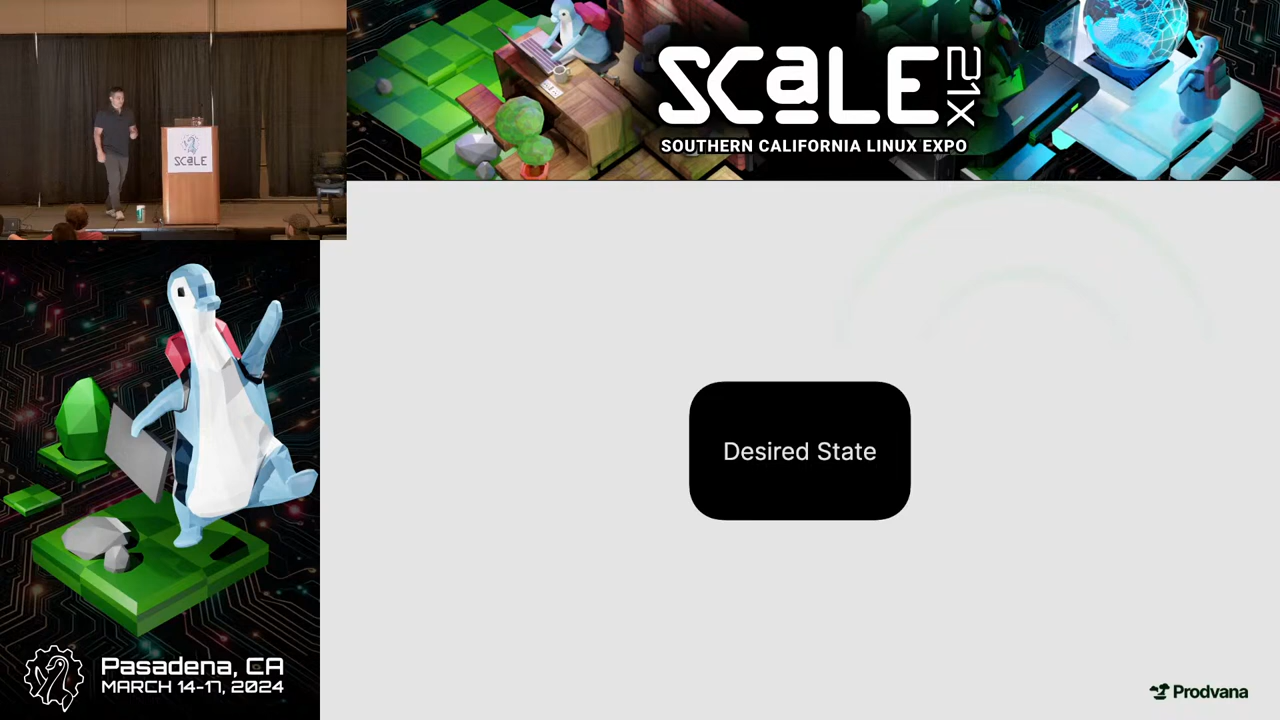 SCALE
SCALE 21X
SOUTHERN CALIFORNIA LINUX EXPO
Desired State
Pasadena, CA
MARCH 14-17, 2024
Prodvana